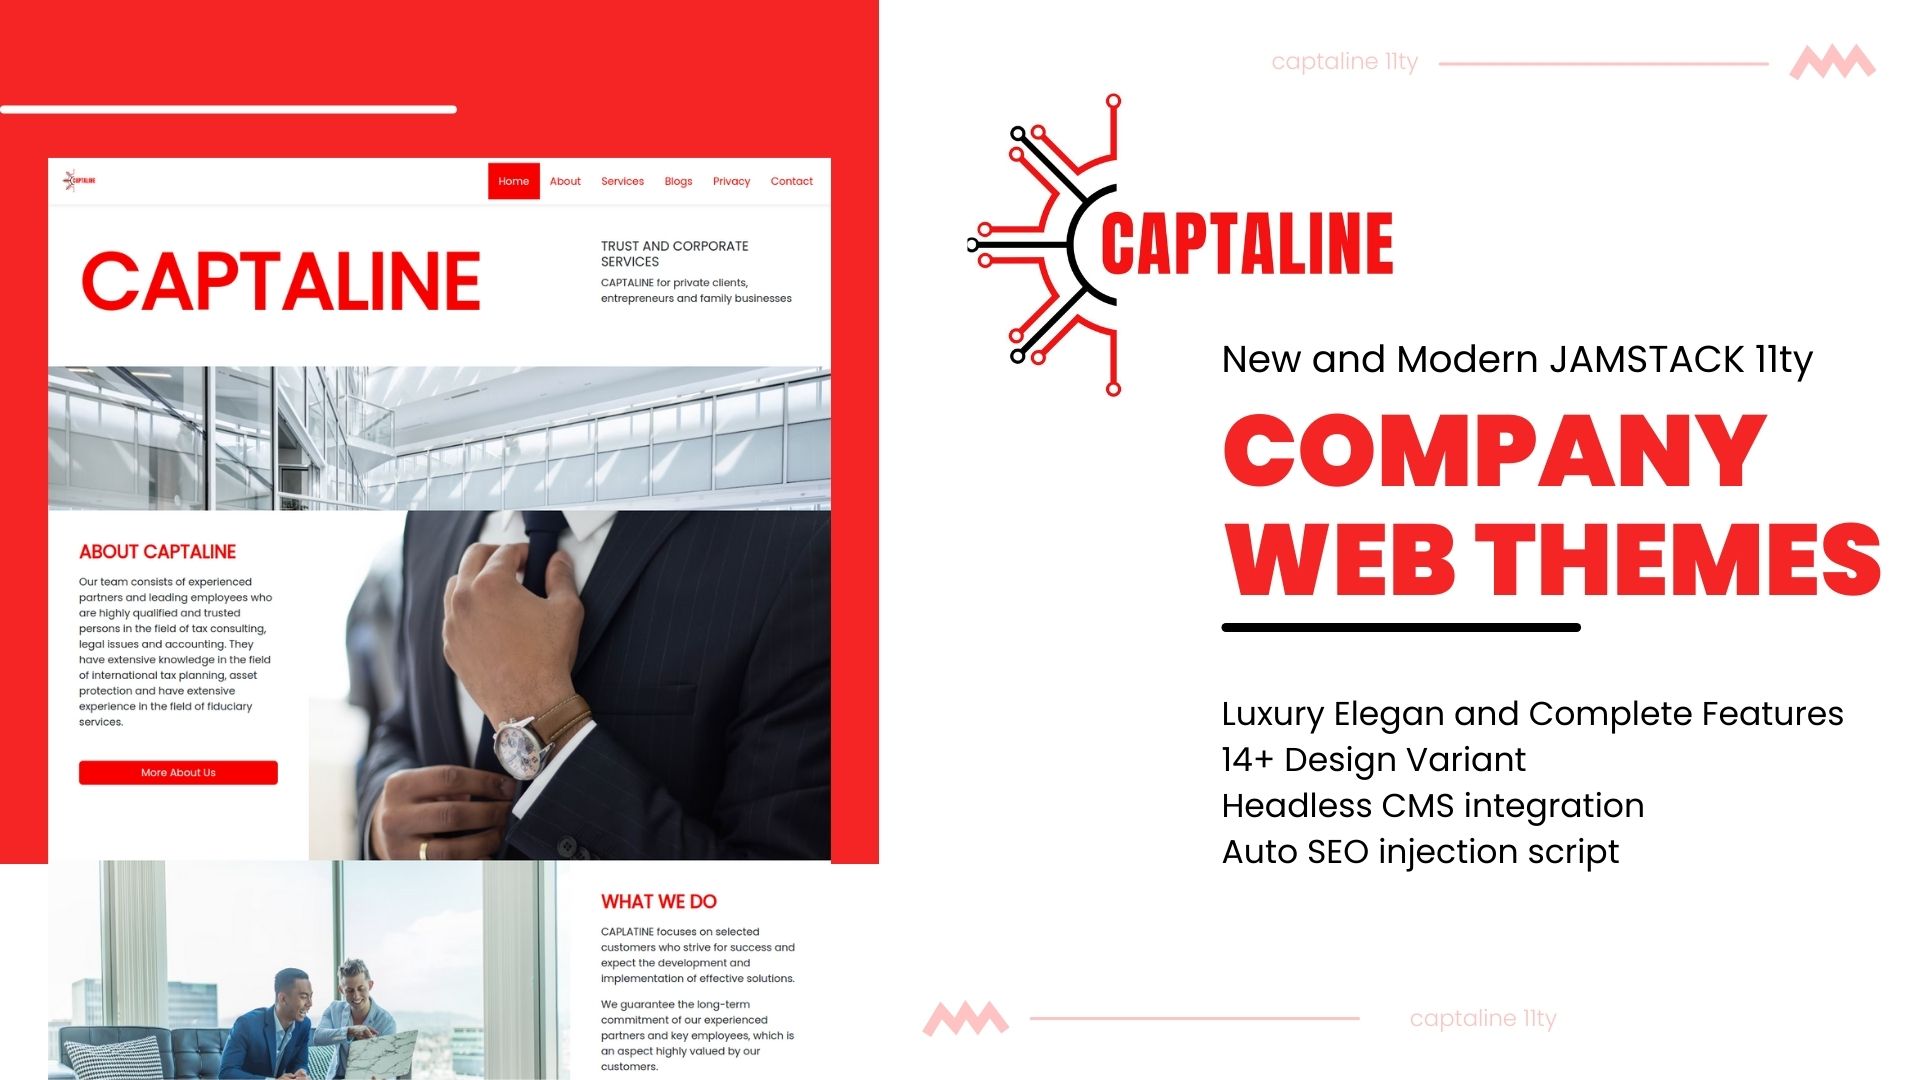 captaline 11ty
CAPTALINE
Home About Services Blogs Privacy Contact
CAPTALINE
TRUST AND CORPORATE
SERVICES
CAPTALINE for private clients,
entrepreneurs and family businesses
ABOUT CAPTALINE
Our team consists of experienced
partners and leading employees who
are highly qualified and trusted
persons in the field of tax consulting,
legal issues and accounting. They
have extensive knowledge in the field
of international tax planning, asset
protection and have extensive
experience in the field of fiduciary
services.
More About Us
WHAT WE DO
CAPLATINE focuses on selected
customers who strive for success and
expect the development and
implementation of effective solutions.
We guarantee the long-term
commitment of our experienced
partners and key employees, which is
an aspect highly valued by our
customers.
CAPTALINE
New and Modern JAMSTACK 11ty
COMPANY
WEB THEMES
Luxury Elegan and Complete Features
14+ Design Variant
Headless CMS integration
Auto SEO injection script
captaline 11ty